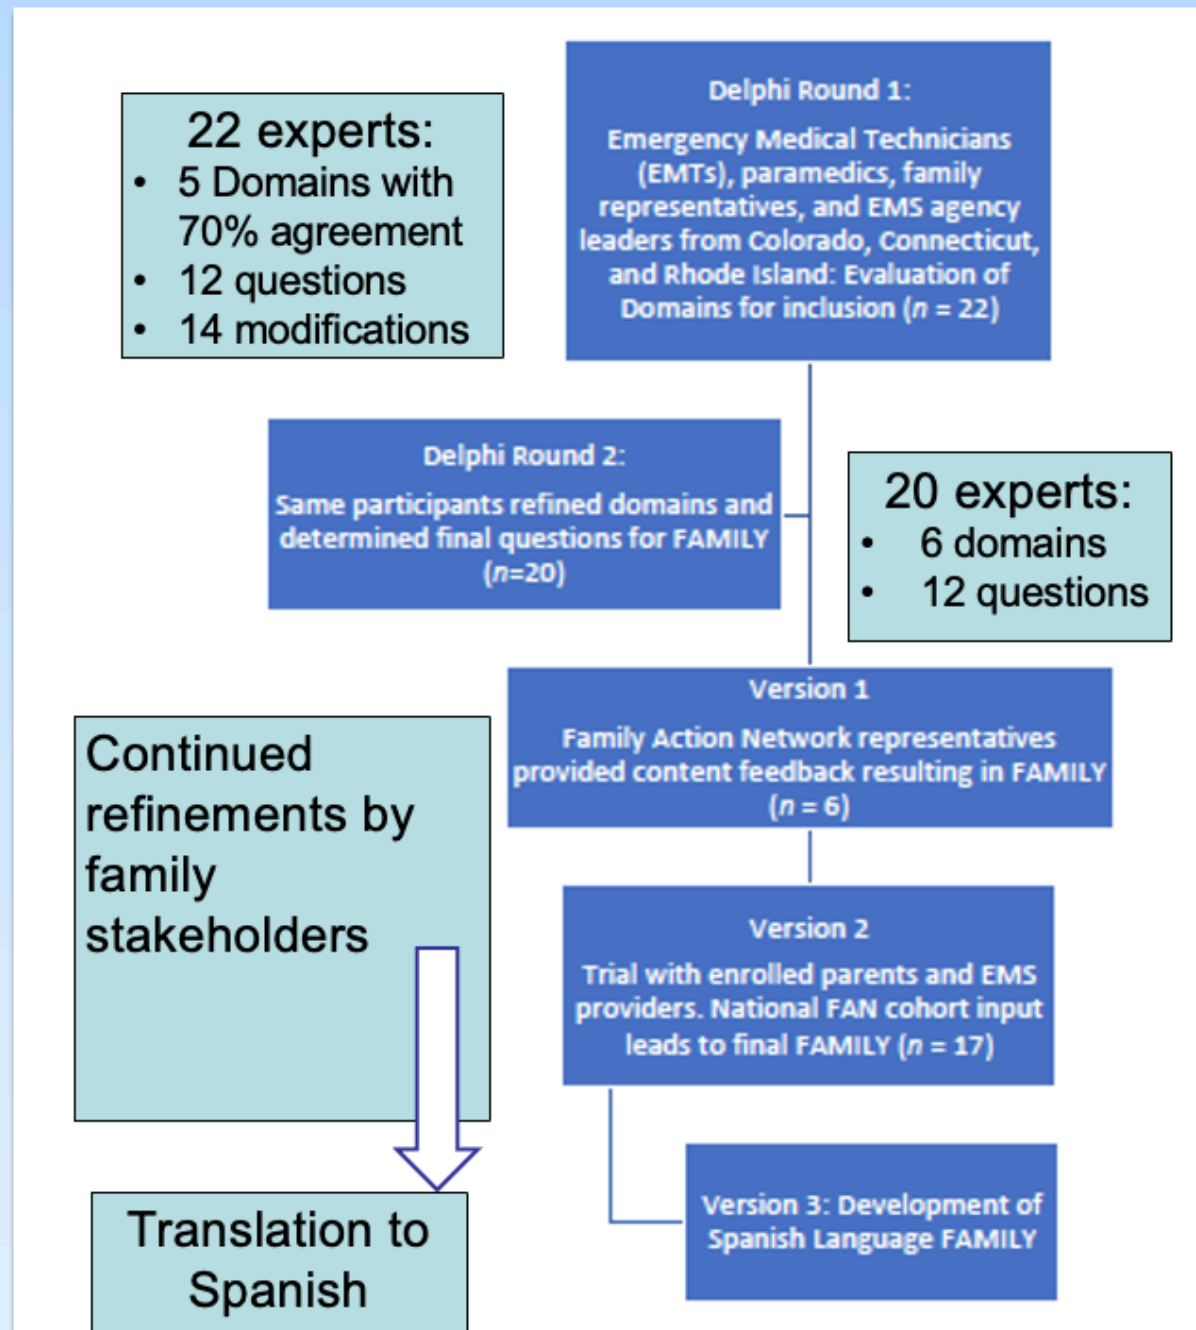 22 experts:
• 5 Domains with
70% agreement
• 12 questions
• 14 modifications
Delphi Round 1:
Emergency Medical Technicians
(EMTs), paramedics, family
representatives, and EMS agency
leaders from Colorado, Connecticut,
and Rhode Island: Evaluation of
Domains for inclusion (n = 22)
Delphi Round 2:
Same participants refined domains and
determined final questions for FAMILY
(n=20)
20 experts:
• 6 domains
• 12 questions
Version 1
Family Action Network representatives
provided content feedback resulting in FAMILY
(n = 6)
Continued
refinements by
family
stakeholders
Version 2
Trial with enrolled parents and EMS
providers. National FAN cohort input
leads to final FAMILY (n = 17)
Version 3: Development of
Spanish Language FAMILY
Translation to
Spanish